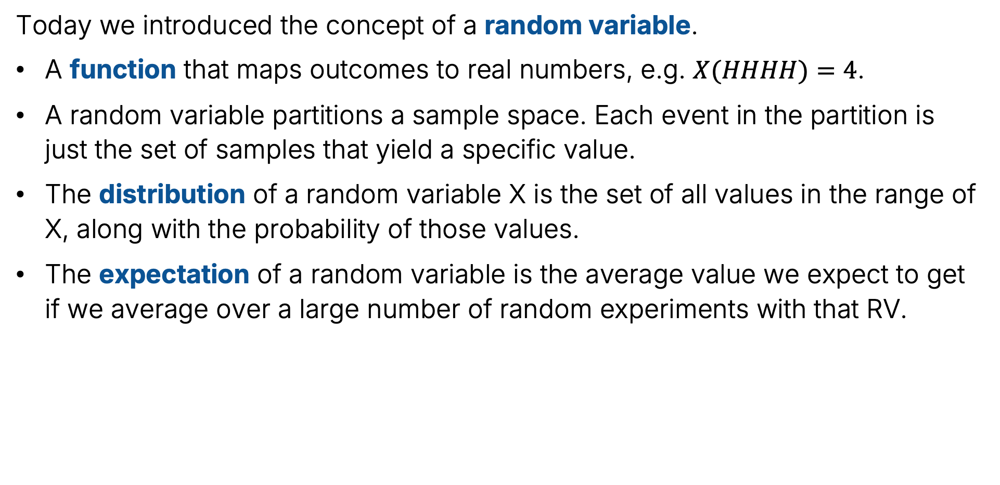 Today we introduced the concept of a random variable.
• A function that maps outcomes to real numbers, e.g. X(HHHH) = 4.
• A random variable partitions a sample space. Each event in the partition is
just the set of samples that yield a specific value.
• The distribution of a random variable X is the set of all values in the range of
X, along with the probability of those values.
• The expectation of a random variable is the average value we expect to get
if we average over a large number of random experiments with that RV.